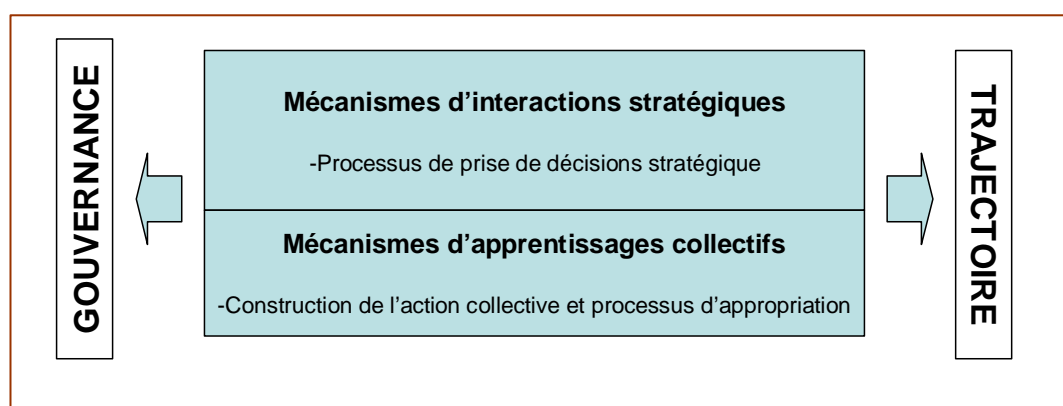 GOUVERNANCE
Mécanismes d’interactions stratégiques
-Processus de prise de décisions stratégique
Mécanismes d’apprentissages collectifs
-Construction de l’action collective et processus d’appropriation
TRAJECTOIRE